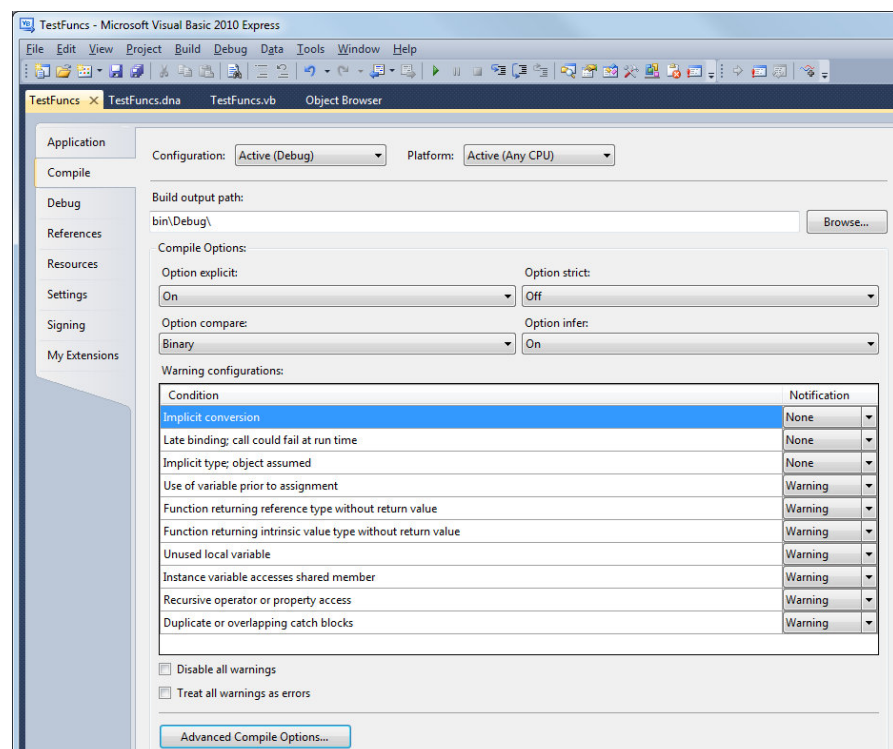 TestFuncs - Microsoft Visual Basic 2010 Express
File Edit View Project Build Debug Data Tools Window Help
TestFuncs TestFuncs.dna TestFuncs.vb Object Browser
Application
Compile
Debug
References
Resources
Settings
Signing
My Extensions
Configuration: Active (Debug) Platform: Active (Any CPU)
Build output path:
bin\Debug\ Browse...
Compile Options:
Option explicit: Option strict:
On Off
Option compare: Option infer:
Binary On
Warning configurations:
Condition Notification
Implicit conversion None
Late binding; call could fail at run time None
Implicit type; object assumed None
Use of variable prior to assignment Warning
Function returning reference type without return value Warning
Function returning intrinsic value type without return value Warning
Unused local variable Warning
Instance variable accesses shared member Warning
Recursive operator or property access Warning
Duplicate or overlapping catch blocks Warning
Disable all warnings
Treat all warnings as errors
Advanced Compile Options...